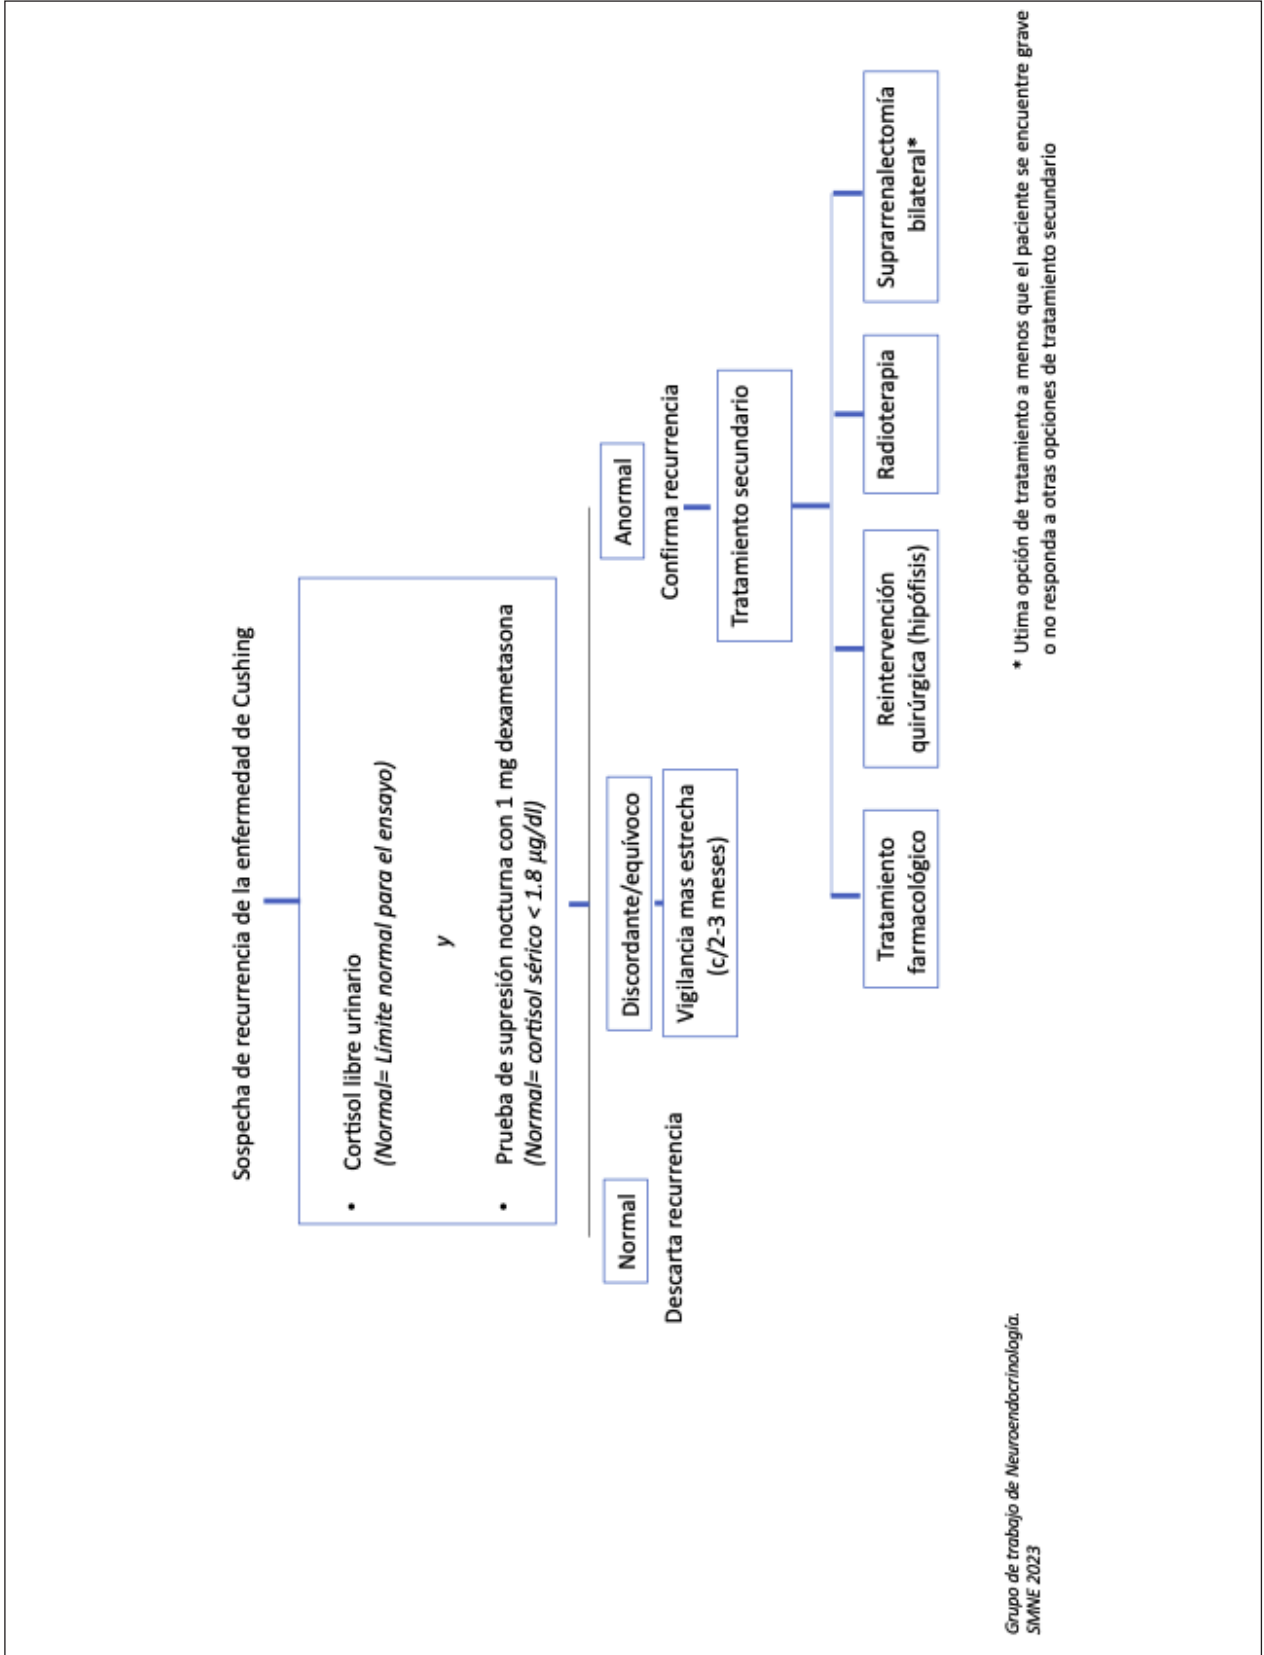 Sospecha de recurrencia de la enfermedad de Cushing
• Cortisol libre urinario
(Normal= Límite normal para el ensayo)
y
• Prueba de supresión nocturna con 1 mg dexametasona
(Normal= cortisol sérico < 1.8 µg/dl)
Normal
Descarta recurrencia
Discordante/equívoco
Vigilancia mas estrecha
(c/2-3 meses)
Anormal
Confirma recurrencia
Tratamiento secundario
Tratamiento
farmacológico
Reintervención
quirúrgica (hipófisis)
Radioterapia
Suprarrenalectomía
bilateral*
* Utima opción de tratamiento a menos que el paciente se encuentre grave
o no responda a otras opciones de tratamiento secundario
Grupo de trabajo de Neuroendocrinología.
SMNE 2023